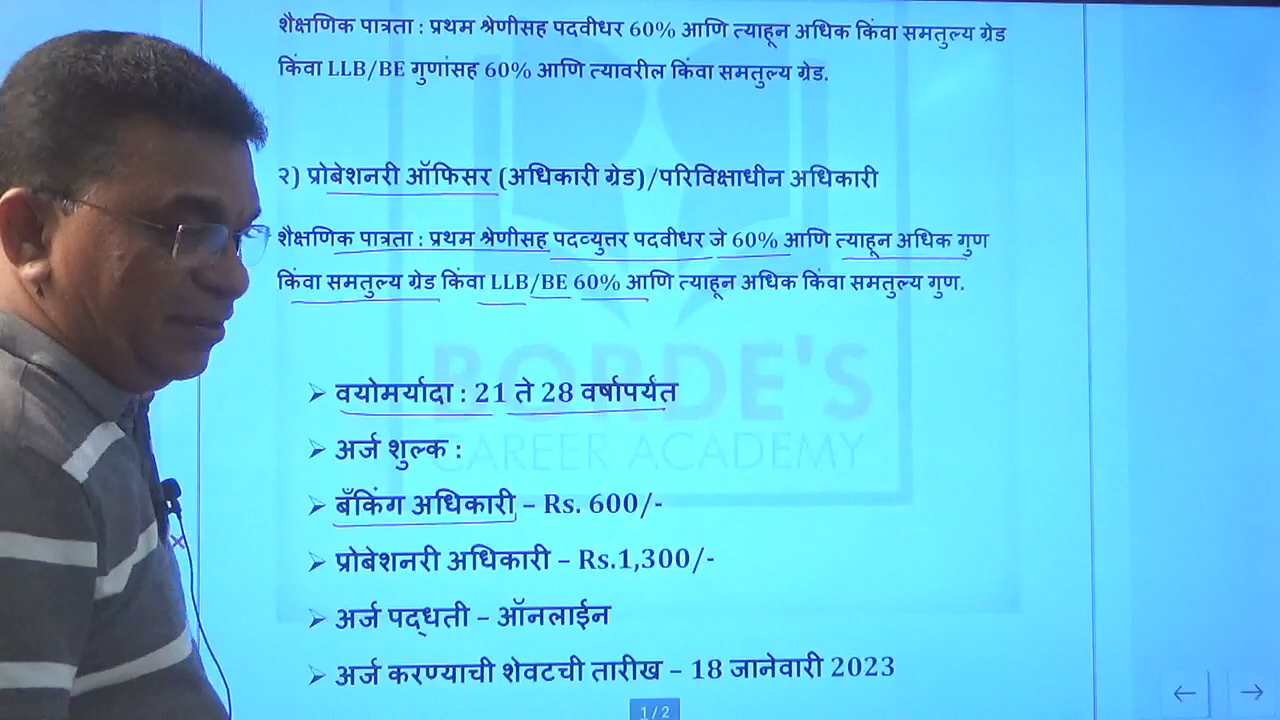 शैक्षणिक पात्रता : प्रथम श्रेणीसह पदवीधर 60% आणि त्याहून अधिक किंवा समतुल्य ग्रेड
किंवा LLB/BE गुणांसह 60% आणि त्यावरील किंवा समतुल्य ग्रेड.
२) प्रोबेशनरी ऑफिसर (अधिकारी ग्रेड)/परिविक्षाधीन अधिकारी
शैक्षणिक पात्रता : प्रथम श्रेणीसह पदव्युत्तर पदवीधर जे 60% आणि त्याहून अधिक गुण
किंवा समतुल्य ग्रेड किंवा LLB/BE 60% आणि त्याहून अधिक किंवा समतुल्य गुण.
BORDE'S
CAREER ACADEMY
➢ वयोमर्यादा : 21 ते 28 वर्षापर्यंत
➢ अर्ज शुल्क :
➢ बँकिंग अधिकारी – Rs. 600/-
➢ प्रोबेशनरी अधिकारी – Rs.1,300/-
➢ अर्ज पद्धती – ऑनलाईन
➢ अर्ज करण्याची शेवटची तारीख – 18 जानेवारी 2023
1/2